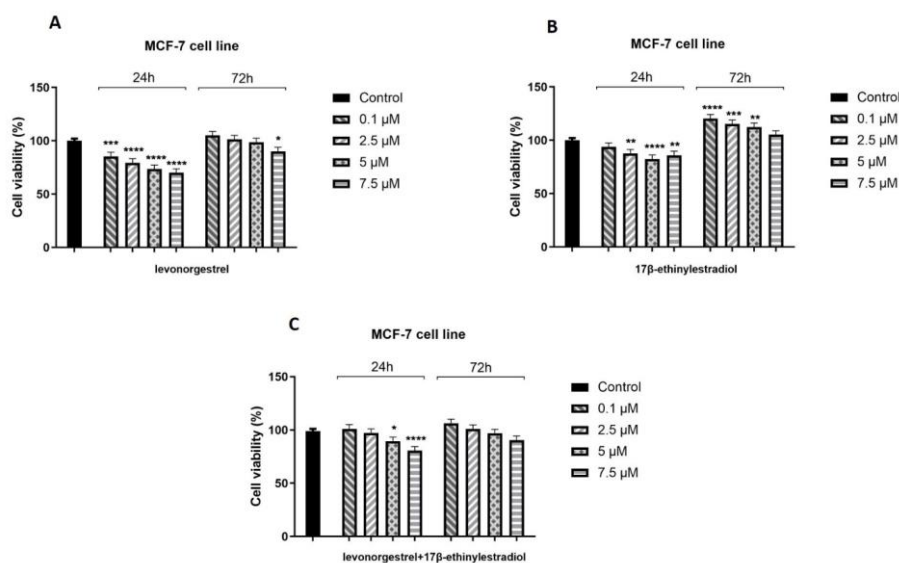 A
MCF-7 cell line
24h
72h
Cell viability (%)
150
100
50
0
***
****
****
****
*
levonorgestrel
Control
0.1 µM
2.5 µM
5 µM
7.5 µM
B
MCF-7 cell line
24h
72h
Cell viability (%)
150
100
50
0
**
****
**
****
***
**
17β-ethinylestradiol
Control
0.1 µM
2.5 µM
5 µM
7.5 µM
C
MCF-7 cell line
24h
72h
Cell viability (%)
150
100
50
0
*
****
levonorgestrel+17β-ethinylestradiol
Control
0.1 µM
2.5 µM
5 µM
7.5 µM